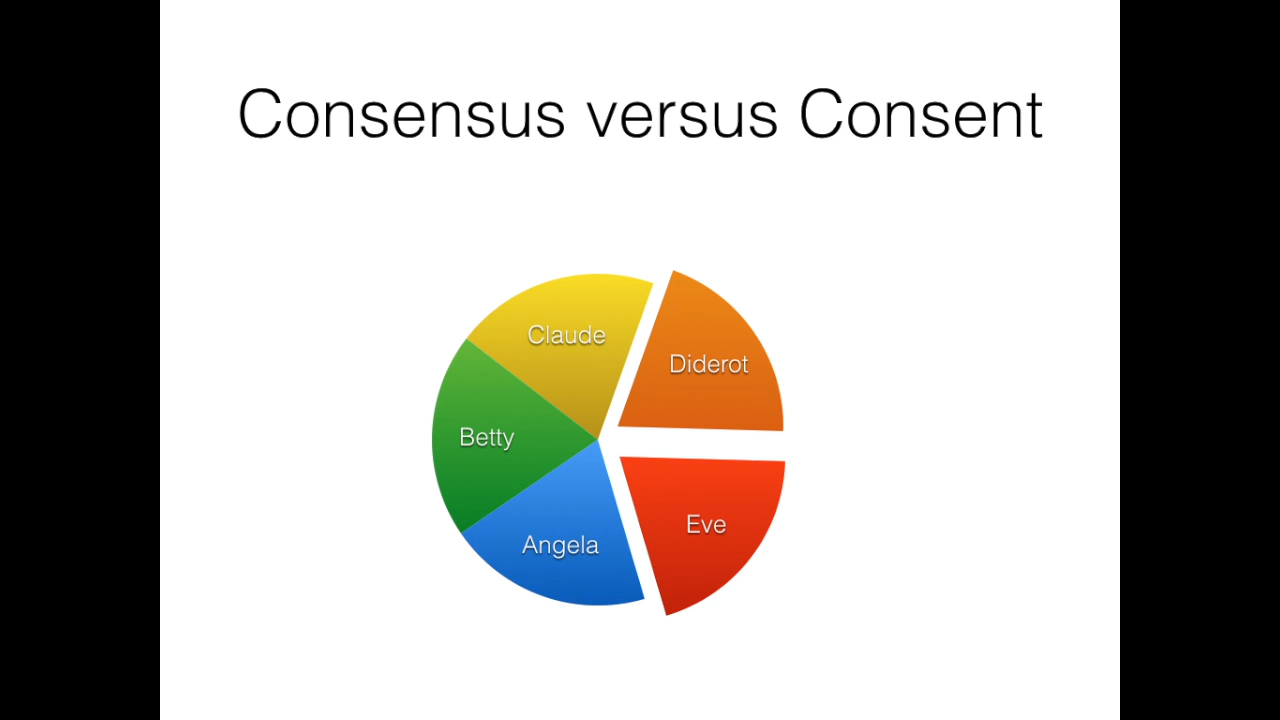 Consensus versus Consent
Claude
Diderot
Betty
Eve
Angela